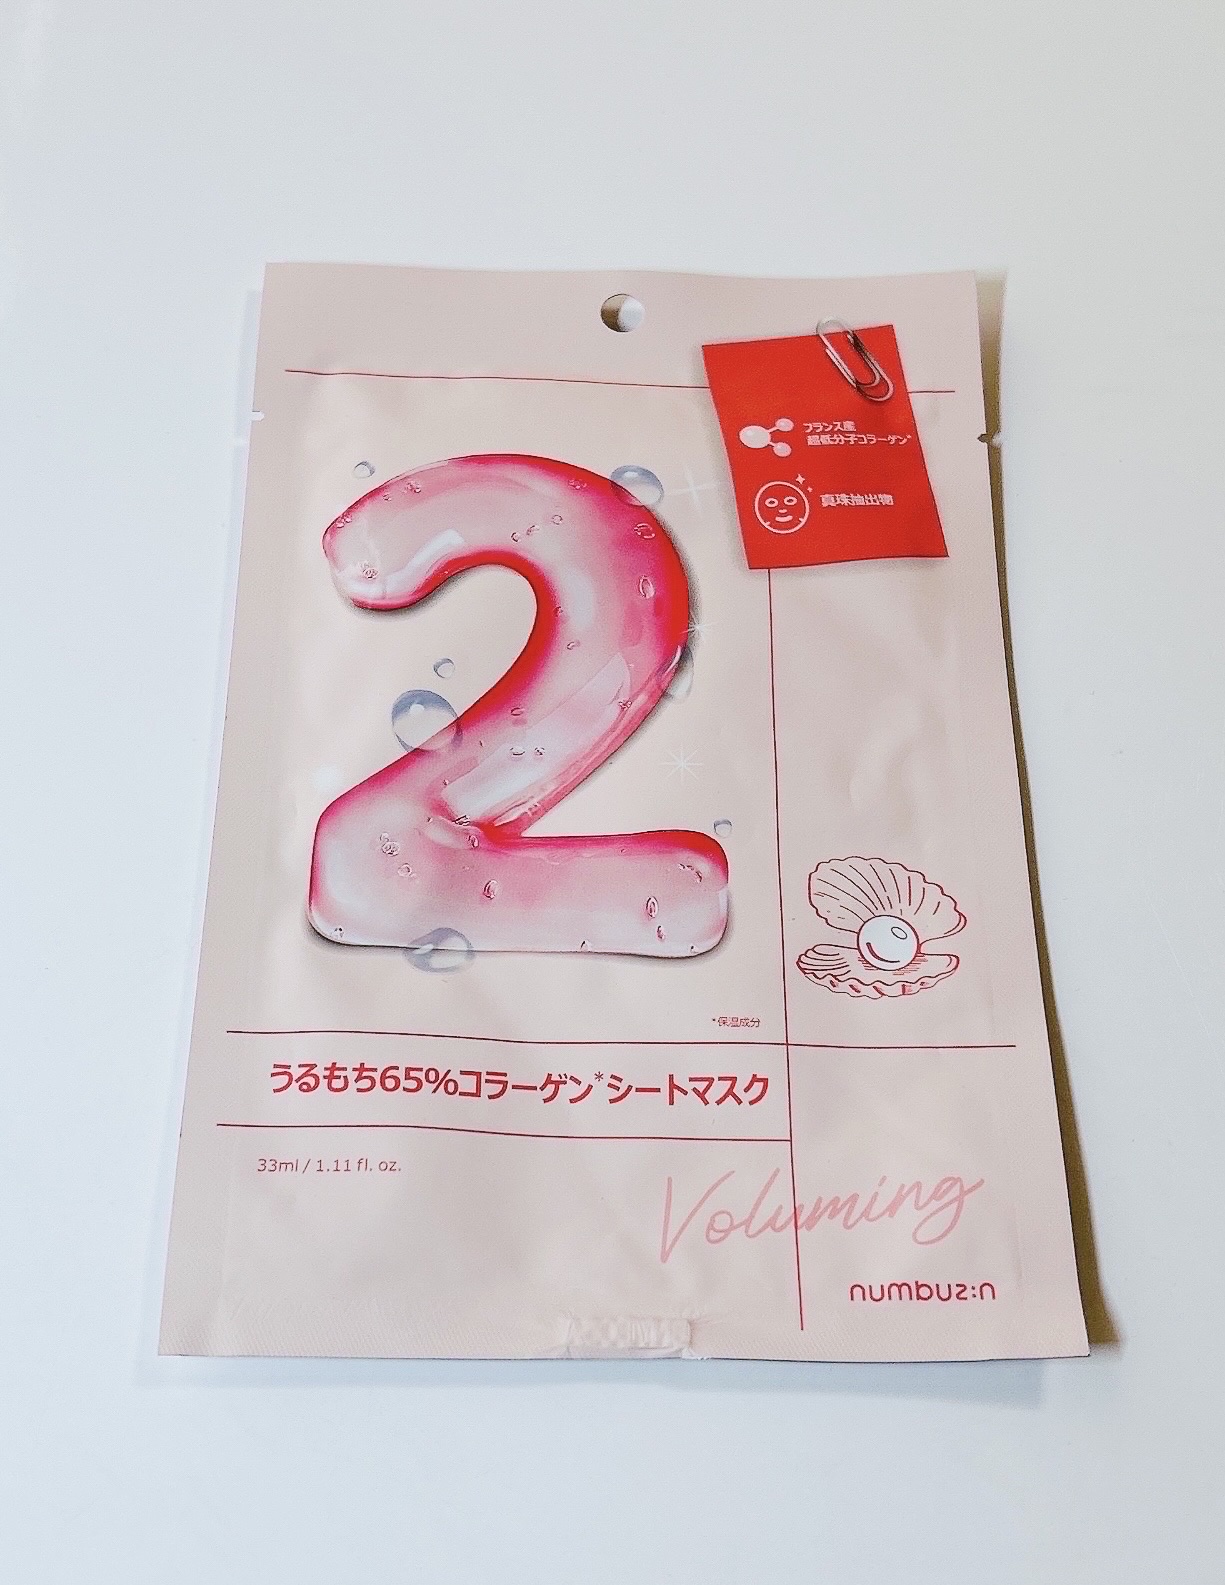 フランス産
超低分子コラーゲン*
真珠抽出物
2
*保湿成分
うるもち65%コラーゲン*シートマスク
33ml / 1.11 fl. oz.
Voluming
numbuz:n